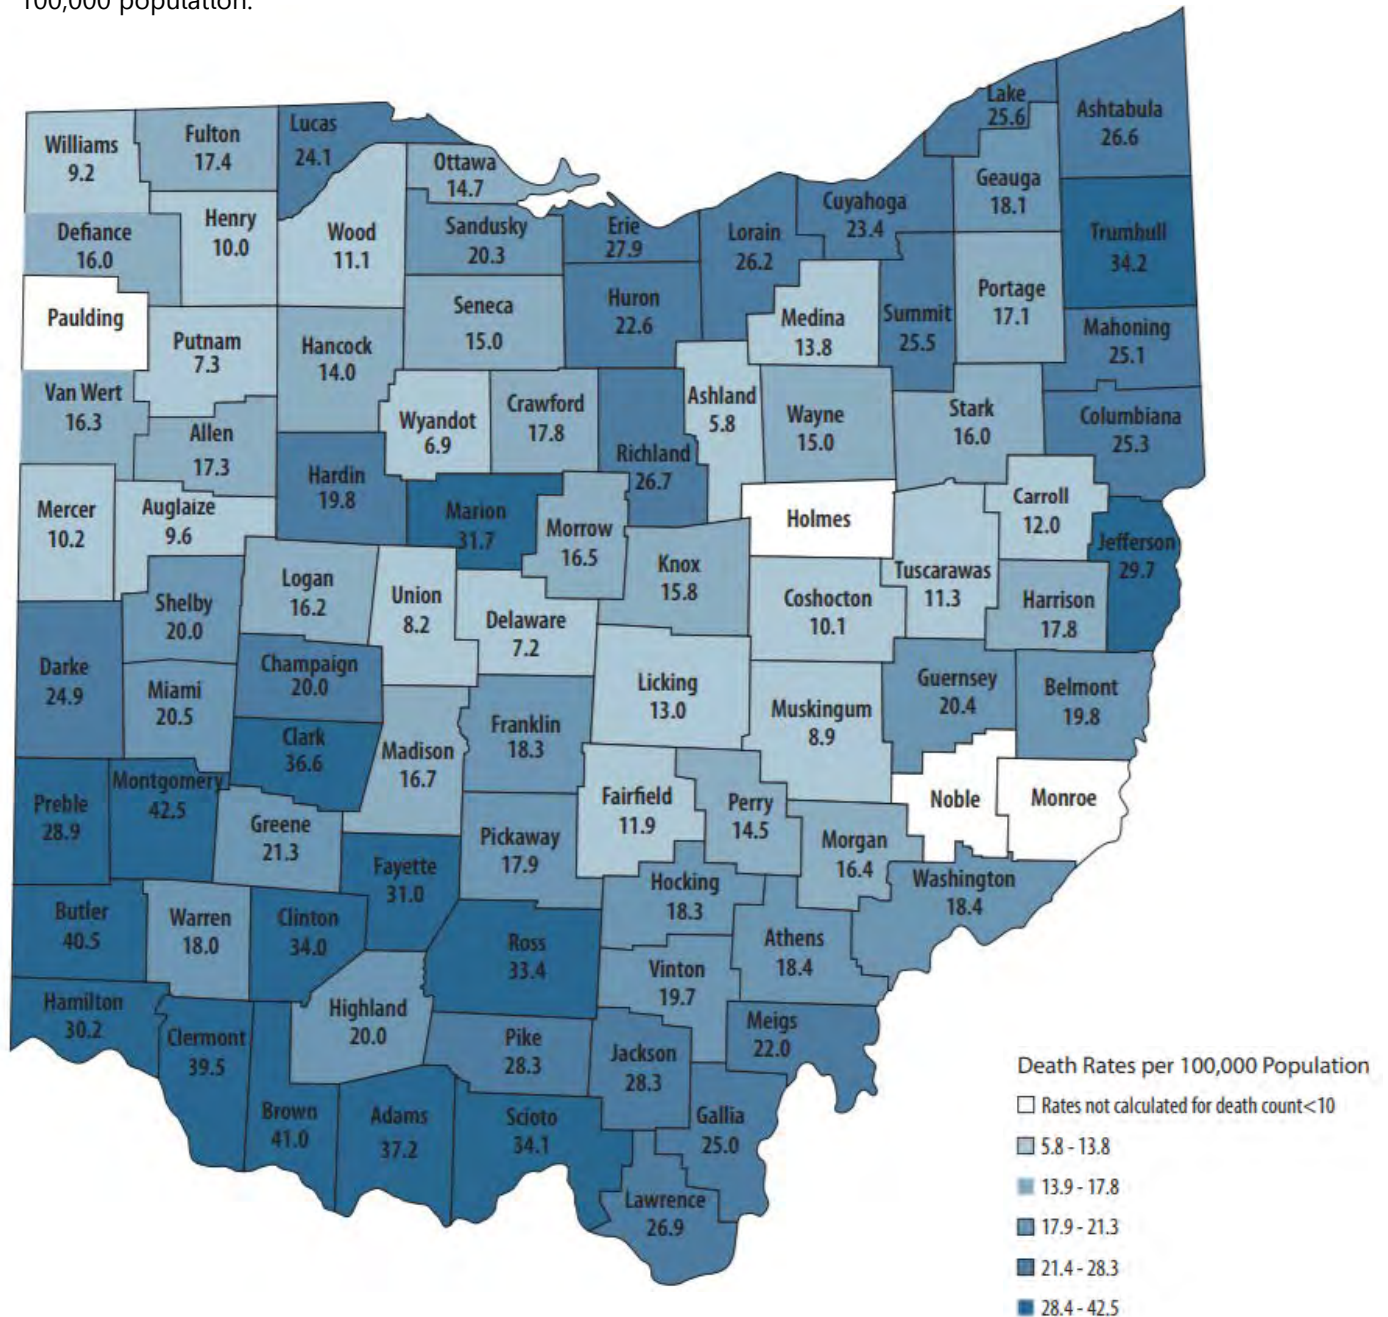 100,000 population.
Lake
25.6
Ashtabula
26.6
Williams
9.2
Fulton
17.4
Lucas
24.1
Ottawa
14.7
Geauga
18.1
Defiance
16.0
Henry
10.0
Wood
11.1
Sandusky
20.3
Erie
27.9
Lorain
26.2
Cuyahoga
23.4
Trumbull
34.2
Paulding
Putnam
7.3
Hancock
14.0
Seneca
15.0
Huron
22.6
Medina
13.8
Summit
25.5
Portage
17.1
Mahoning
25.1
Van Wert
16.3
Allen
17.3
Wyandot
6.9
Crawford
17.8
Richland
26.7
Ashland
5.8
Wayne
15.0
Stark
16.0
Columbiana
25.3
Mercer
10.2
Auglaize
9.6
Hardin
19.8
Marion
31.7
Morrow
16.5
Holmes
Carroll
12.0
Jefferson
29.7
Shelby
20.0
Logan
16.2
Union
8.2
Delaware
7.2
Knox
15.8
Coshocton
10.1
Tuscarawas
11.3
Harrison
17.8
Darke
24.9
Miami
20.5
Champaign
20.0
Licking
13.0
Muskingum
8.9
Guernsey
20.4
Belmont
19.8
Clark
36.6
Madison
16.7
Franklin
18.3
Preble
28.9
Montgomery
42.5
Greene
21.3
Fayette
31.0
Pickaway
17.9
Fairfield
11.9
Perry
14.5
Morgan
16.4
Noble
Monroe
Butler
40.5
Warren
18.0
Clinton
34.0
Ross
33.4
Hocking
18.3
Athens
18.4
Washington
18.4
Hamilton
30.2
Clermont
39.5
Highland
20.0
Pike
28.3
Vinton
19.7
Jackson
28.3
Meigs
22.0
Brown
41.0
Adams
37.2
Scioto
34.1
Gallia
25.0
Lawrence
26.9
Death Rates per 100,000 Population
Rates not calculated for death count<10
5.8 - 13.8
13.9 - 17.8
17.9 - 21.3
21.4 - 28.3
28.4 - 42.5